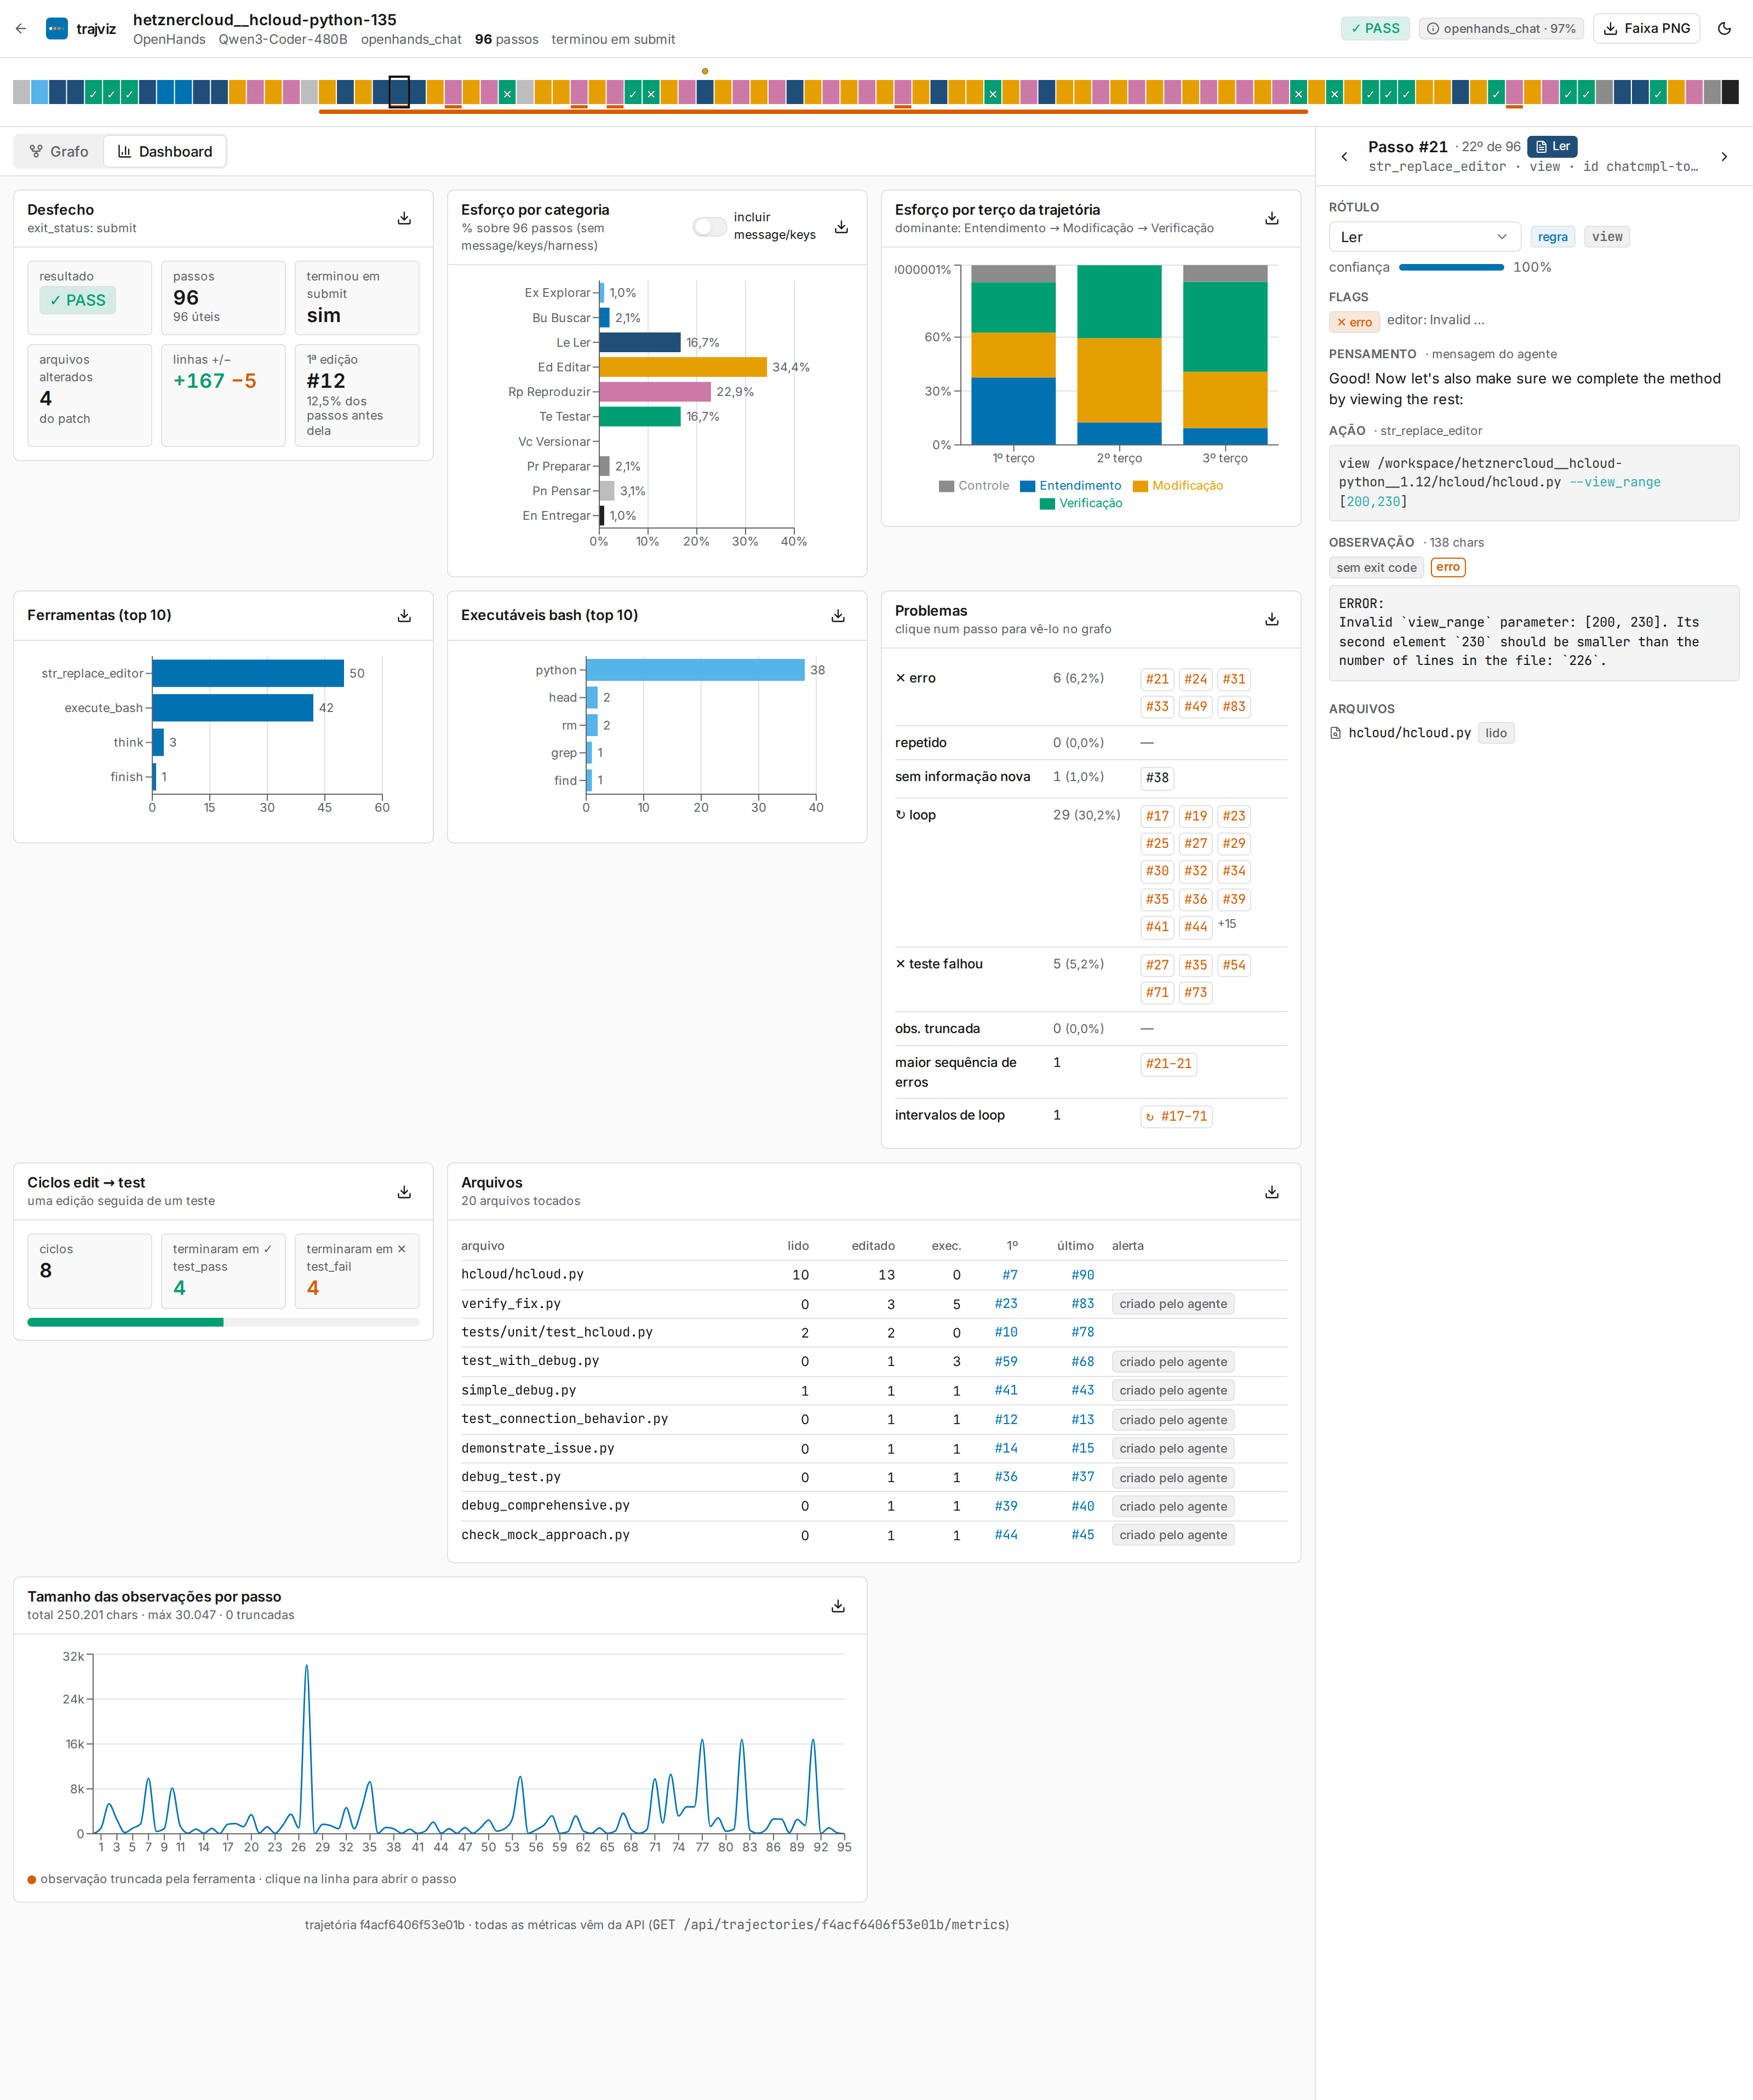 trajviz
hetznercloud__hcloud-python-135
OpenHands Qwen3-Coder-480B openhands_chat 96 passos terminou em submit
✓ PASS
openhands_chat · 97%
Faixa PNG
Grafo
Dashboard
Desfecho
exit_status: submit
resultado
✓ PASS
passos
96
96 úteis
terminou em
submit
sim
arquivos
alterados
4
do patch
linhas +/−
+167 −5
1ª edição
#12
12,5% dos
passos antes
dela
Esforço por categoria
% sobre 96 passos (sem
message/keys/harness)
incluir
message/keys
Ex Explorar 1,0%
Bu Buscar 2,1%
Le Ler 16,7%
Ed Editar 34,4%
Rp Reproduzir 22,9%
Te Testar 16,7%
Vc Versionar
Pr Preparar 2,1%
Pn Pensar 3,1%
En Entregar 1,0%
0% 10% 20% 30% 40%
Esforço por terço da trajetória
dominante: Entendimento → Modificação → Verificação
0000001%
60%
30%
0%
1º terço 2º terço 3º terço
Controle Entendimento Modificação
Verificação
Ferramentas (top 10)
str_replace_editor 50
execute_bash 42
think 3
finish 1
0 15 30 45 60
Executáveis bash (top 10)
python 38
head 2
rm 2
grep 1
find 1
0 10 20 30 40
Problemas
clique num passo para vê-lo no grafo
✕ erro 6 (6,2%) #21 #24 #31
#33 #49 #83
repetido 0 (0,0%) —
sem informação nova 1 (1,0%) #38
↻ loop 29 (30,2%) #17 #19 #23
#25 #27 #29
#30 #32 #34
#35 #36 #39
#41 #44 +15
✕ teste falhou 5 (5,2%) #27 #35 #54
#71 #73
obs. truncada 0 (0,0%) —
maior sequência de
erros 1 #21–21
intervalos de loop 1 ↻ #17–71
Ciclos edit → test
uma edição seguida de um teste
ciclos
8
terminaram em ✓
test_pass
4
terminaram em ✕
test_fail
4
Arquivos
20 arquivos tocados
arquivo lido editado exec. 1º último alerta
hcloud/hcloud.py 10 13 0 #7 #90
verify_fix.py 0 3 5 #23 #83 criado pelo agente
tests/unit/test_hcloud.py 2 2 0 #10 #78
test_with_debug.py 0 1 3 #59 #68 criado pelo agente
simple_debug.py 1 1 1 #41 #43 criado pelo agente
test_connection_behavior.py 0 1 1 #12 #13 criado pelo agente
demonstrate_issue.py 0 1 1 #14 #15 criado pelo agente
debug_test.py 0 1 1 #36 #37 criado pelo agente
debug_comprehensive.py 0 1 1 #39 #40 criado pelo agente
check_mock_approach.py 0 1 1 #44 #45 criado pelo agente
Tamanho das observações por passo
total 250.201 chars · máx 30.047 · 0 truncadas
32k
24k
16k
8k
0
1 3 5 7 9 11 14 17 20 23 26 29 32 35 38 41 44 47 50 53 56 59 62 65 68 71 74 77 80 83 86 89 92 95
observação truncada pela ferramenta · clique na linha para abrir o passo
trajetória f4acf6406f53e01b · todas as métricas vêm da API (GET /api/trajectories/f4acf6406f53e01b/metrics)
Passo #21 · 22º de 96 Ler
str_replace_editor · view · id chatcmpl-to…
RÓTULO
Ler regra view
confiança 100%
FLAGS
✕ erro editor: Invalid ...
PENSAMENTO · mensagem do agente
Good! Now let's also make sure we complete the method
by viewing the rest:
AÇÃO · str_replace_editor
view /workspace/hetznercloud__hcloud-
python__1.12/hcloud/hcloud.py --view_range
[200,230]
OBSERVAÇÃO · 138 chars
sem exit code erro
ERROR:
Invalid `view_range` parameter: [200, 230]. Its
second element `230` should be smaller than the
number of lines in the file: `226`.
ARQUIVOS
hcloud/hcloud.py lido